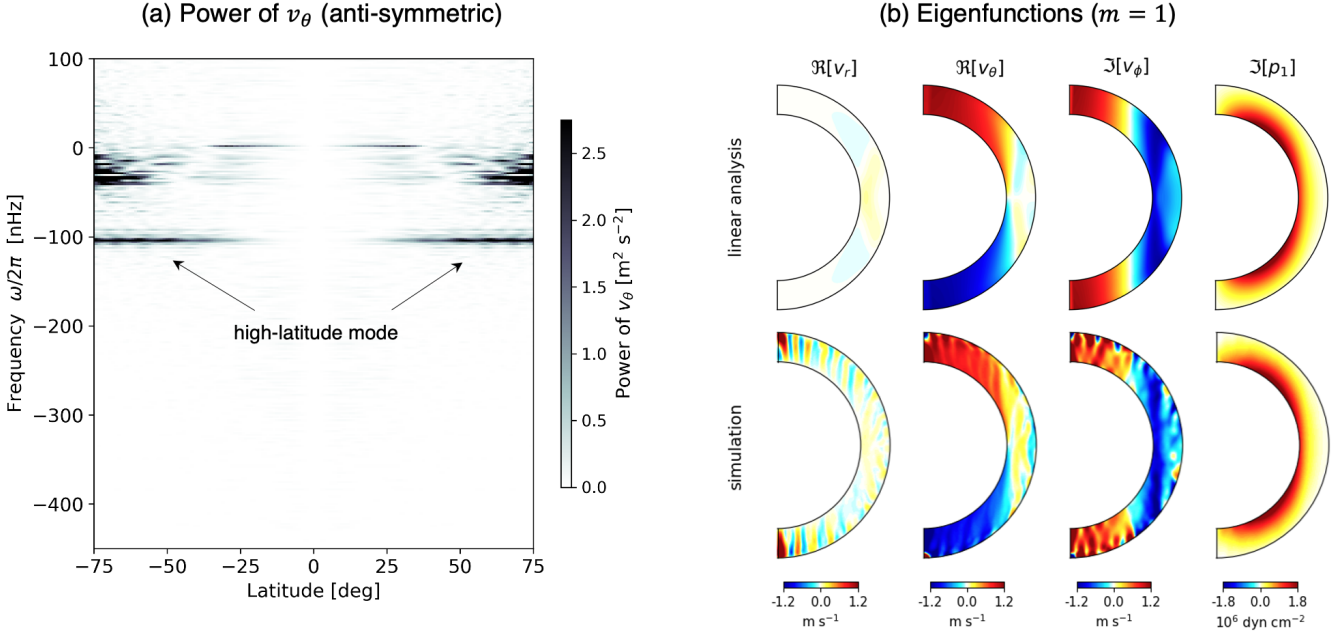 (a) Power of v_θ (anti-symmetric)
100
0
−100
−200
−300
−400
Frequency ω/2π [nHz]
high-latitude mode
−75 −50 −25 0 25 50 75
Latitude [deg]
2.5
2.0
1.5
1.0
0.5
0.0
Power of v_θ [m² s⁻²]
(b) Eigenfunctions (m = 1)
ℜ[v_r] ℜ[v_θ] ℑ[v_ϕ] ℑ[p₁]
linear analysis
simulation
-1.2 0.0 1.2 -1.2 0.0 1.2 -1.2 0.0 1.2 -1.8 0.0 1.8
m s⁻¹ m s⁻¹ m s⁻¹ 10⁶ dyn cm⁻²